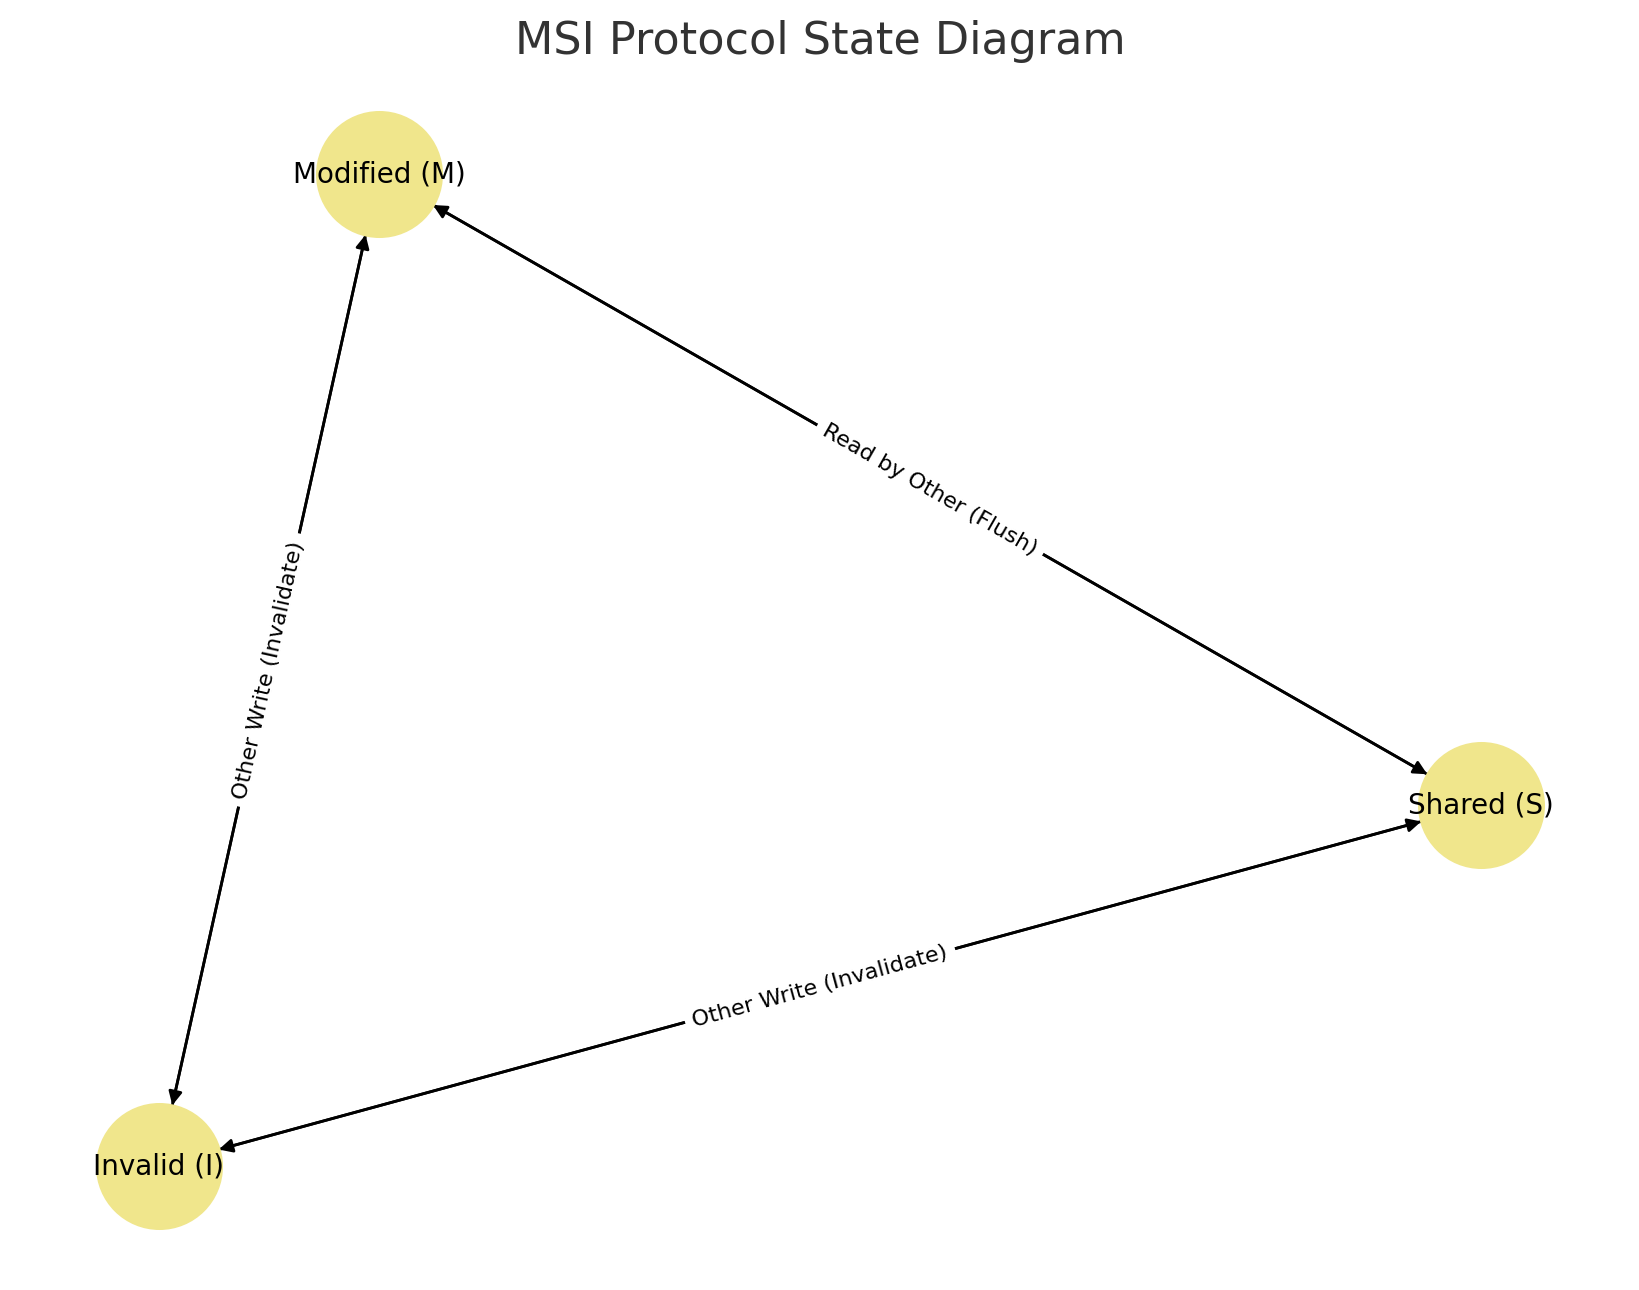 MSI Protocol State Diagram
Modified (M)
Read by Other (Flush)
Other Write (Invalidate)
Shared (S)
Other Write (Invalidate)
Invalid (I)